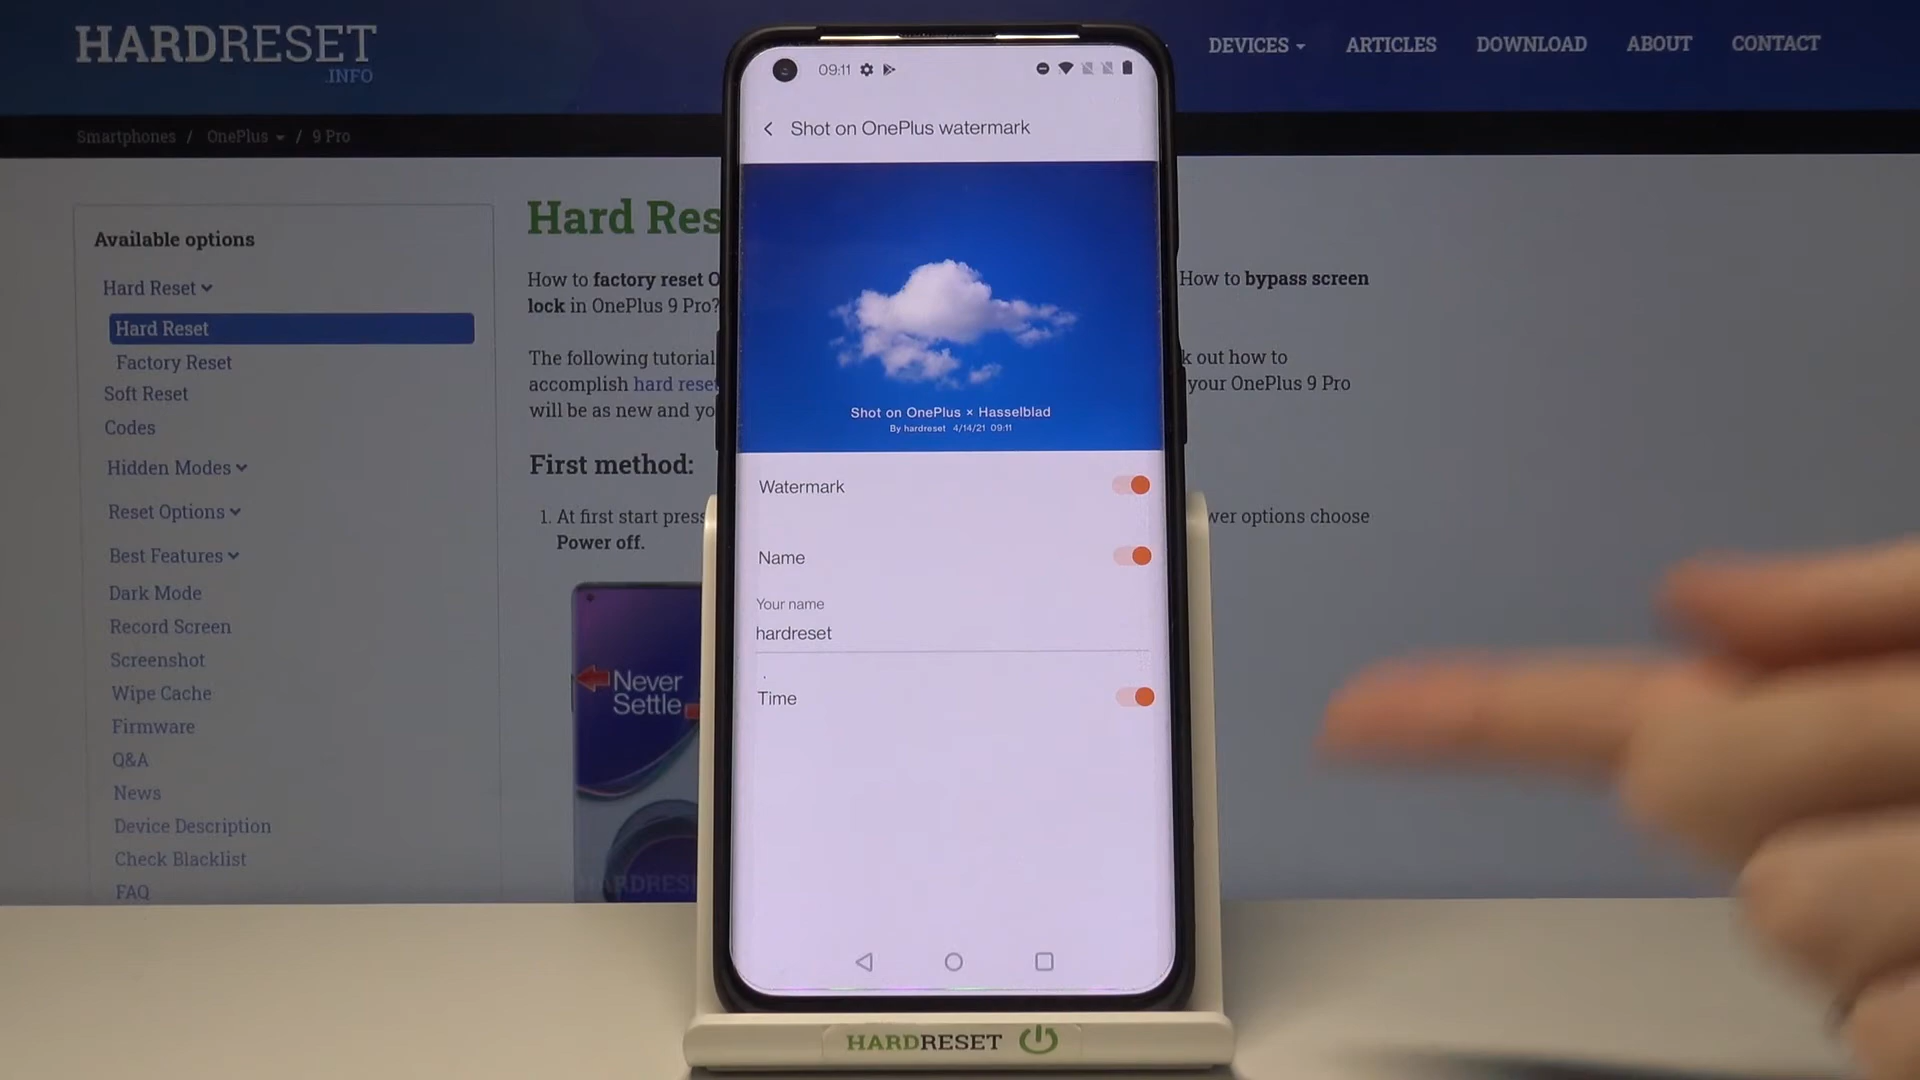 HARDRESET
.INFO
DEVICES
ARTICLES
DOWNLOAD
ABOUT
CONTACT
Smartphones / OnePlus / 9 Pro
Available options
Hard Reset
Hard Reset
Factory Reset
Soft Reset
Codes
Hidden Modes
Reset Options
Best Features
Dark Mode
Record Screen
Screenshot
Wipe Cache
Firmware
Q&A
News
Device Description
Check Blacklist
FAQ
Hard Res
How to factory reset O
How to bypass screen
lock in OnePlus 9 Pro?
The following tutorial
k out how to
accomplish hard reset
your OnePlus 9 Pro
will be as new and yo
First method:
1. At first start press
wer options choose
Power off.
Never
Settle
HARDRESE
09:11
Shot on OnePlus watermark
Shot on OnePlus × Hasselblad
By hardreset 4/14/21 09:11
Watermark
Name
Your name
hardreset
Time
HARDRESET